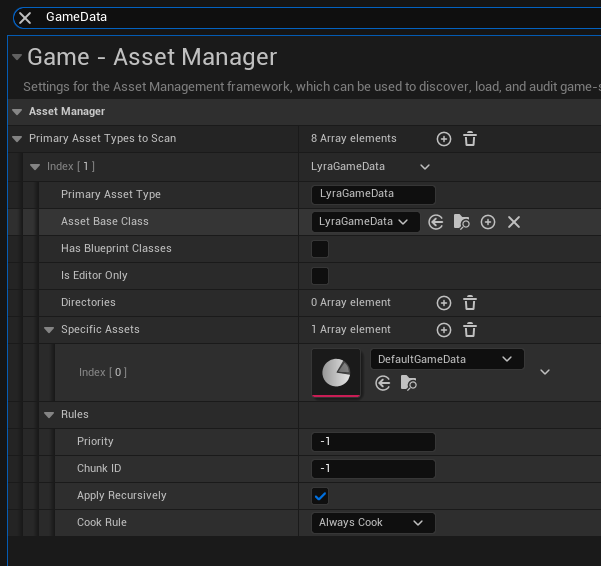 GameData
Game - Asset Manager
Settings for the Asset Management framework, which can be used to discover, load, and audit game-s
Asset Manager
Primary Asset Types to Scan 8 Array elements
Index [ 1 ] LyraGameData
Primary Asset Type LyraGameData
Asset Base Class LyraGameData
Has Blueprint Classes
Is Editor Only
Directories 0 Array element
Specific Assets 1 Array element
Index [ 0 ] DefaultGameData
Rules
Priority -1
Chunk ID -1
Apply Recursively
Cook Rule Always Cook